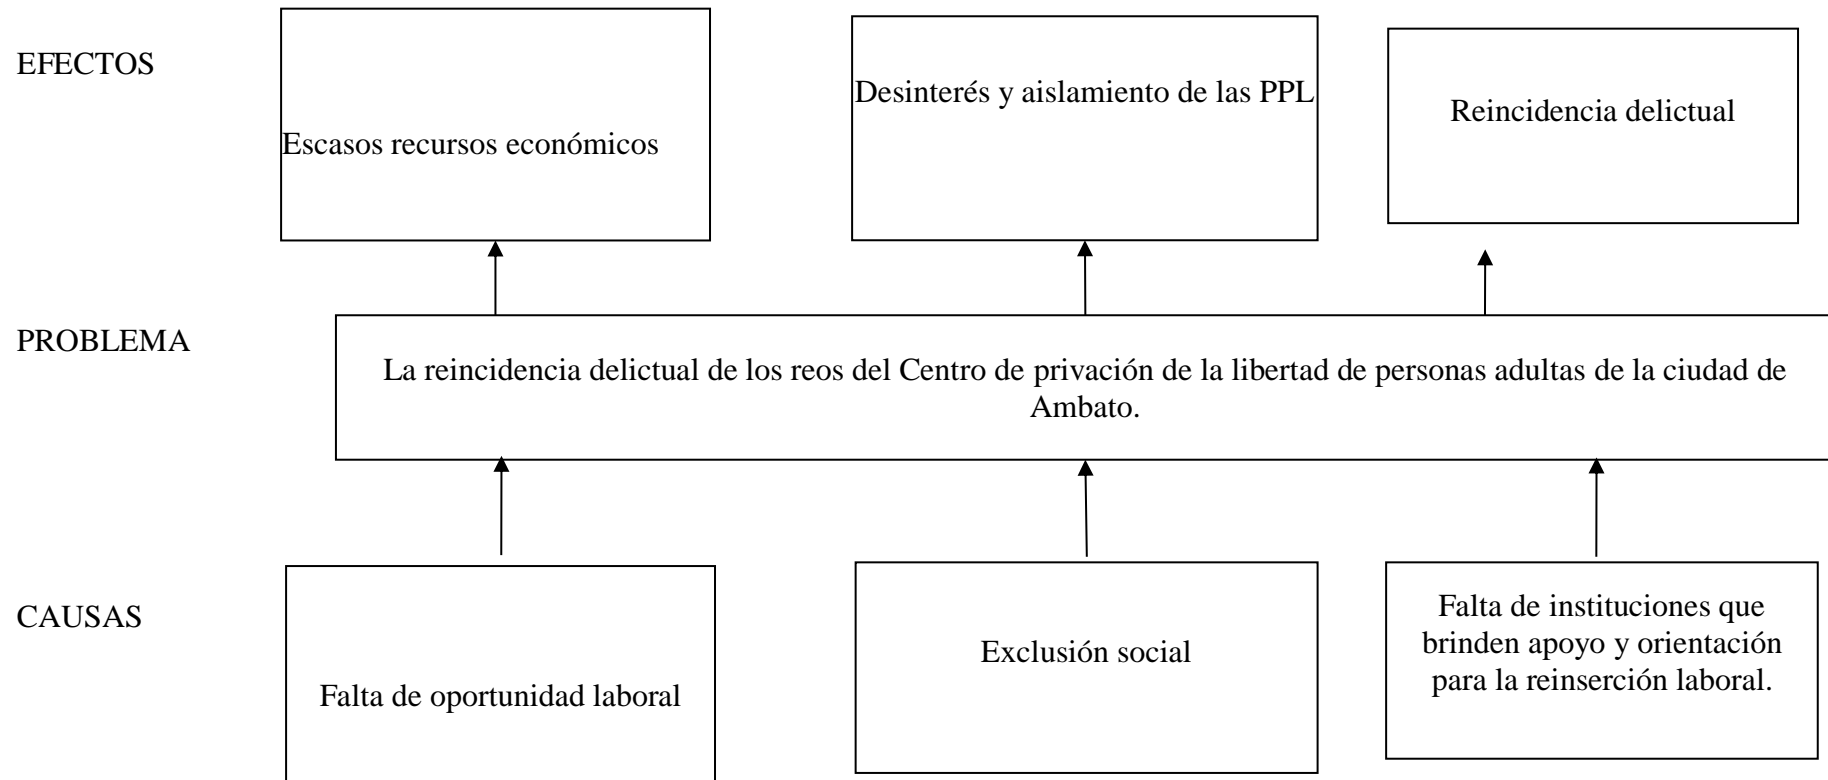 EFECTOS
Escasos recursos económicos
Desinterés y aislamiento de las PPL
Reincidencia delictual
PROBLEMA
La reincidencia delictual de los reos del Centro de privación de la libertad de personas adultas de la ciudad de
Ambato.
CAUSAS
Falta de oportunidad laboral
Exclusión social
Falta de instituciones que
brinden apoyo y orientación
para la reinserción laboral.